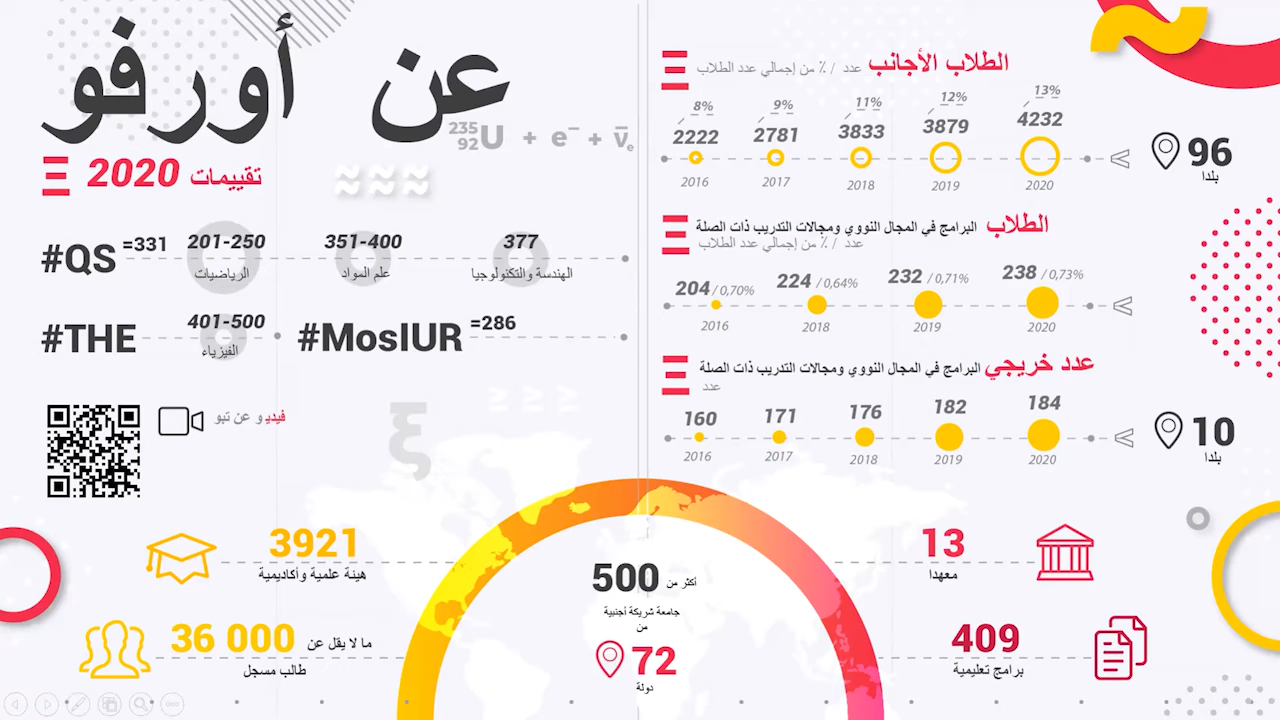 عن أورفو
²³⁵₉₂U + e⁻ + ν̅ₑ
تقييمات 2020
#QS =331
201-250
الرياضيات
351-400
علم المواد
377
الهندسة والتكنولوجيا
#THE
401-500
الفيزياء
#MosIUR =286
فيديو عن تبو
الطلاب الأجانب عدد / ٪ من إجمالي عدد الطلاب
8% 9% 11% 12% 13%
2222 2781 3833 3879 4232
2016 2017 2018 2019 2020
96
بلدا
الطلاب البرامج في المجال النووي ومجالات التدريب ذات الصلة
عدد / ٪ من إجمالي عدد الطلاب
204 / 0,70% 224 / 0,64% 232 / 0,71% 238 / 0,73%
2016 2018 2019 2020
عدد خريجي البرامج في المجال النووي ومجالات التدريب ذات الصلة
عدد
160 171 176 182 184
2016 2017 2018 2019 2020
10
بلدا
3921
هيئة علمية وأكاديمية
ما لا يقل عن 36 000
طالب مسجل
أكثر من 500
جامعة شريكة أجنبية
من
72
دولة
13
معهدا
409
برامج تعليمية